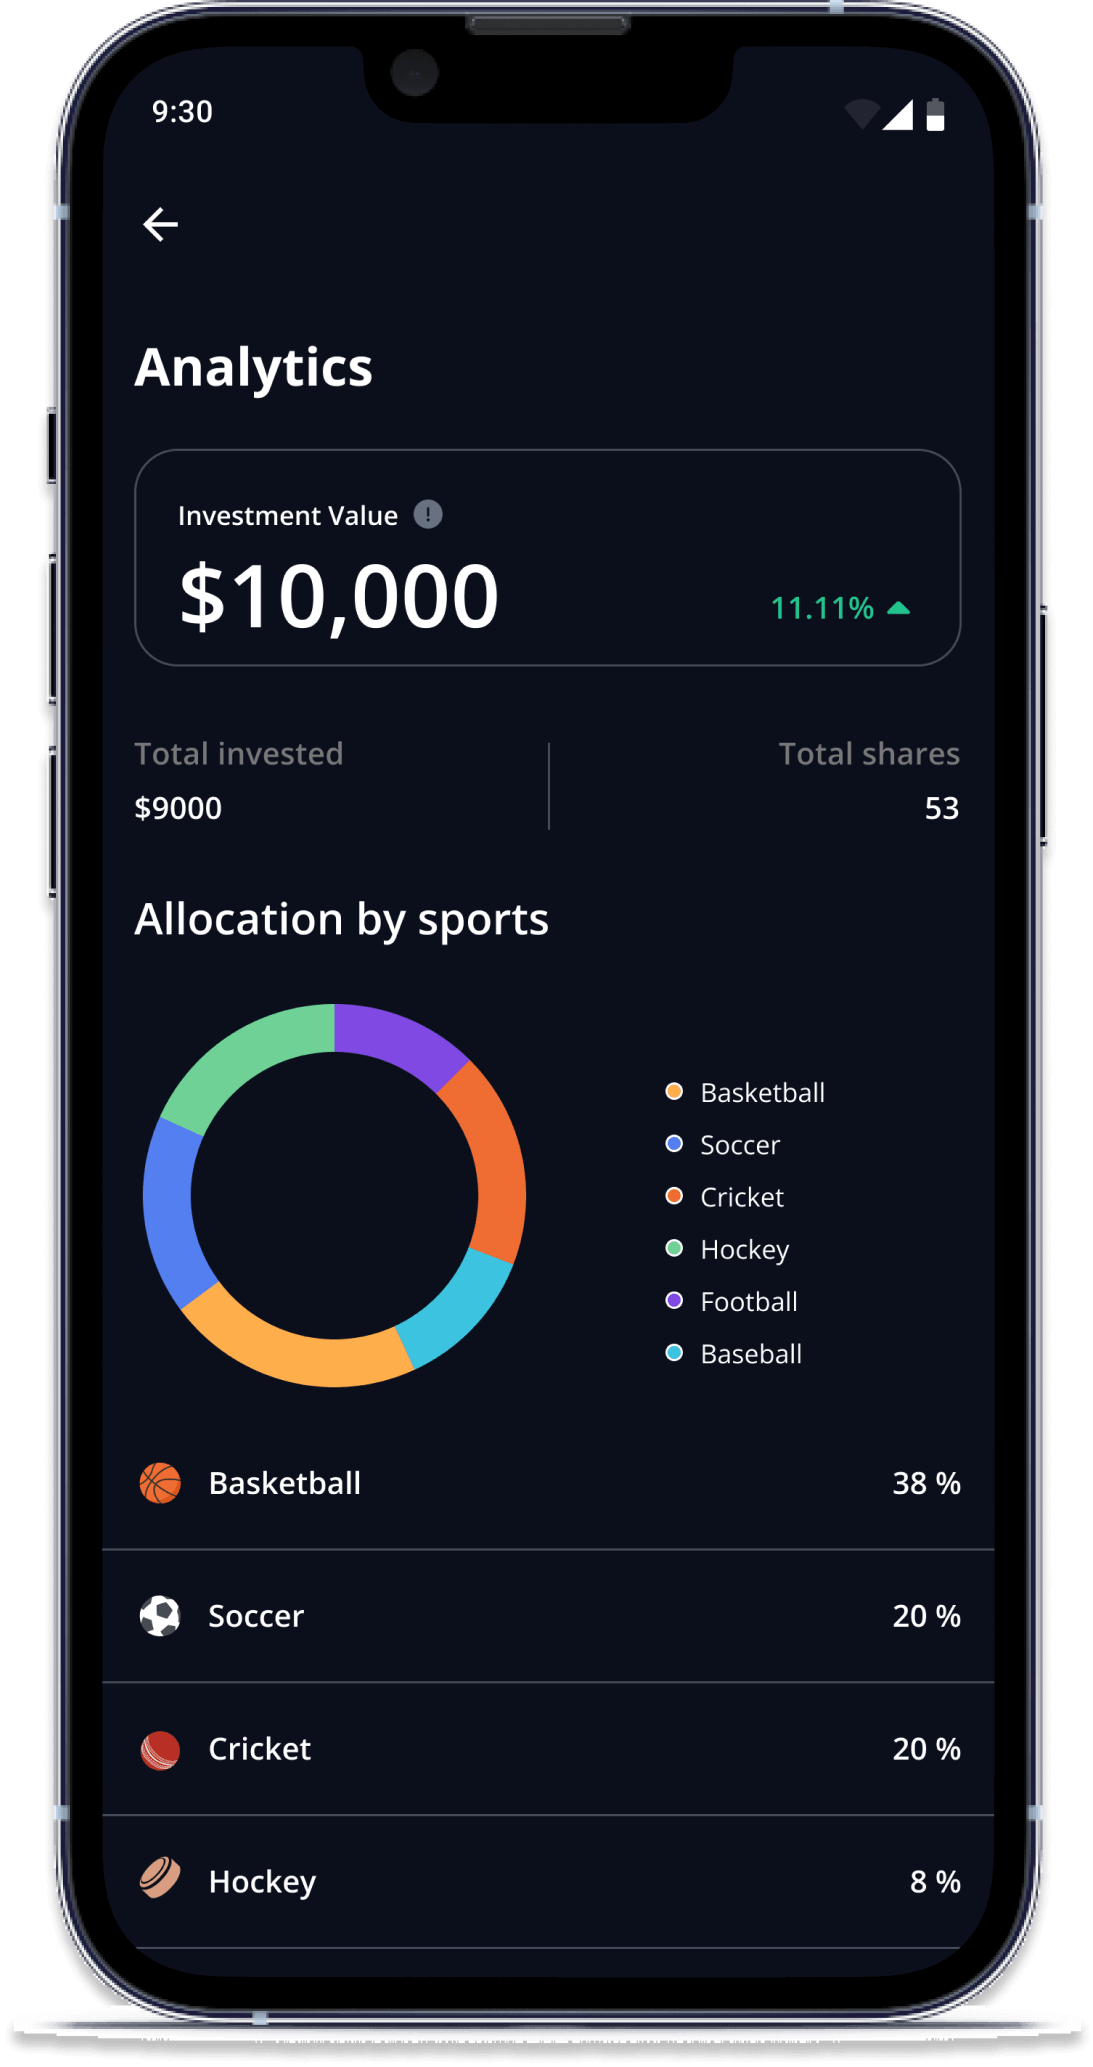 9:30
Analytics
Investment Value
$10,000
11.11%
Total invested
Total shares
$9000
53
Allocation by sports
Basketball
Soccer
Cricket
Hockey
Football
Baseball
Basketball 38 %
Soccer 20 %
Cricket 20 %
Hockey 8 %